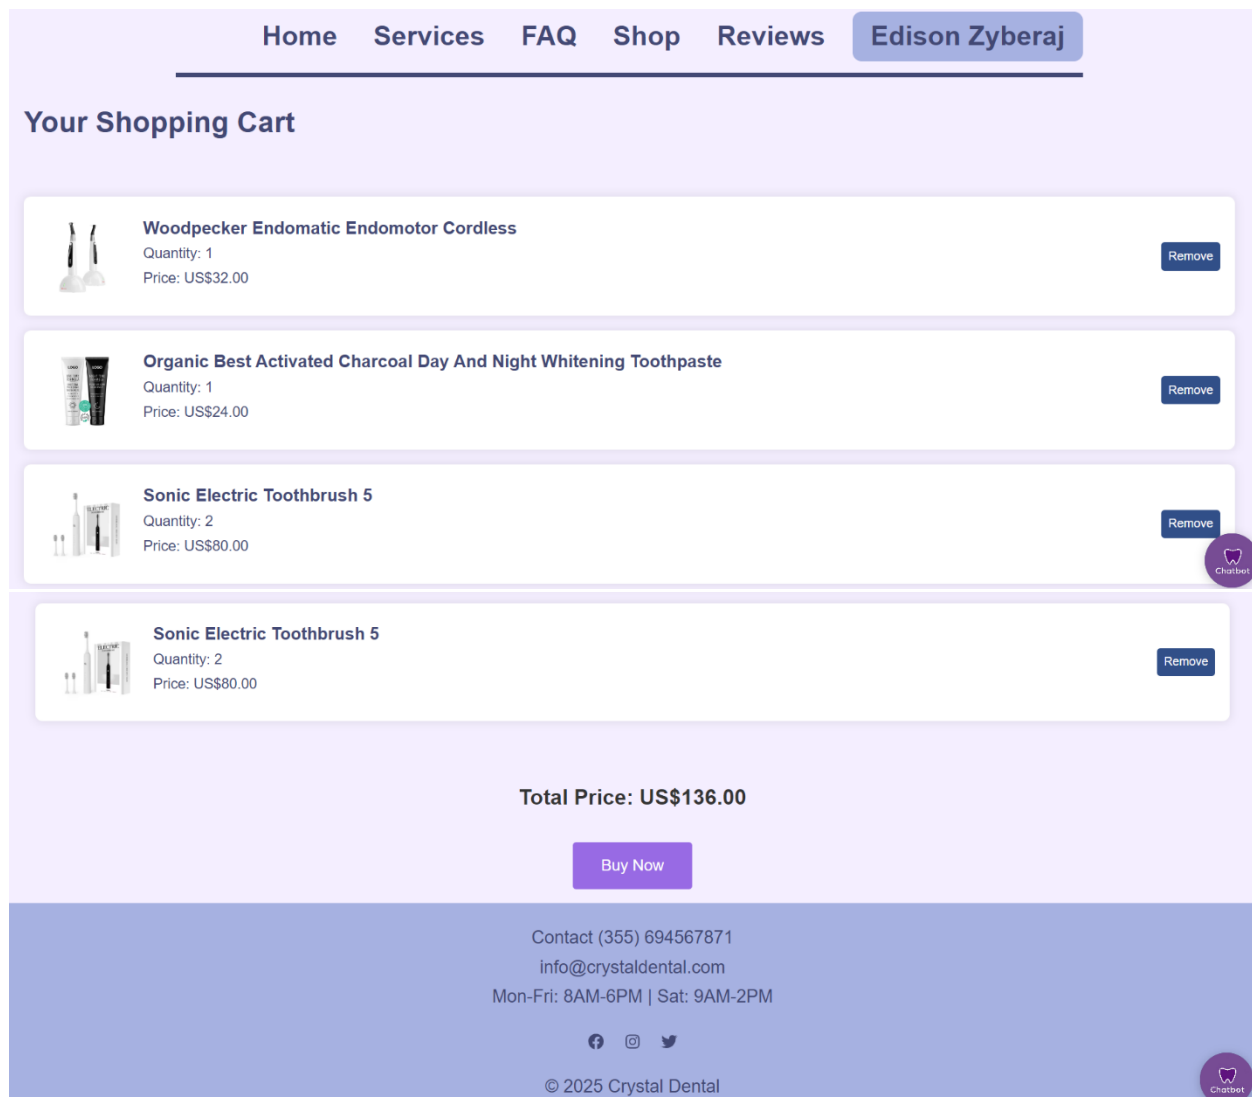 Home Services FAQ Shop Reviews Edison Zyberaj
Your Shopping Cart
Woodpecker Endomatic Endomotor Cordless
Quantity: 1
Price: US$32.00
Remove
Organic Best Activated Charcoal Day And Night Whitening Toothpaste
Quantity: 1
Price: US$24.00
Remove
LOGO LOGO
Sonic Electric Toothbrush 5
Quantity: 2
Price: US$80.00
Remove
ELECTRIC
Chatbot
Sonic Electric Toothbrush 5
Quantity: 2
Price: US$80.00
Remove
ELECTRIC
Total Price: US$136.00
Buy Now
Contact (355) 694567871
info@crystaldental.com
Mon-Fri: 8AM-6PM | Sat: 9AM-2PM
© 2025 Crystal Dental
Chatbot